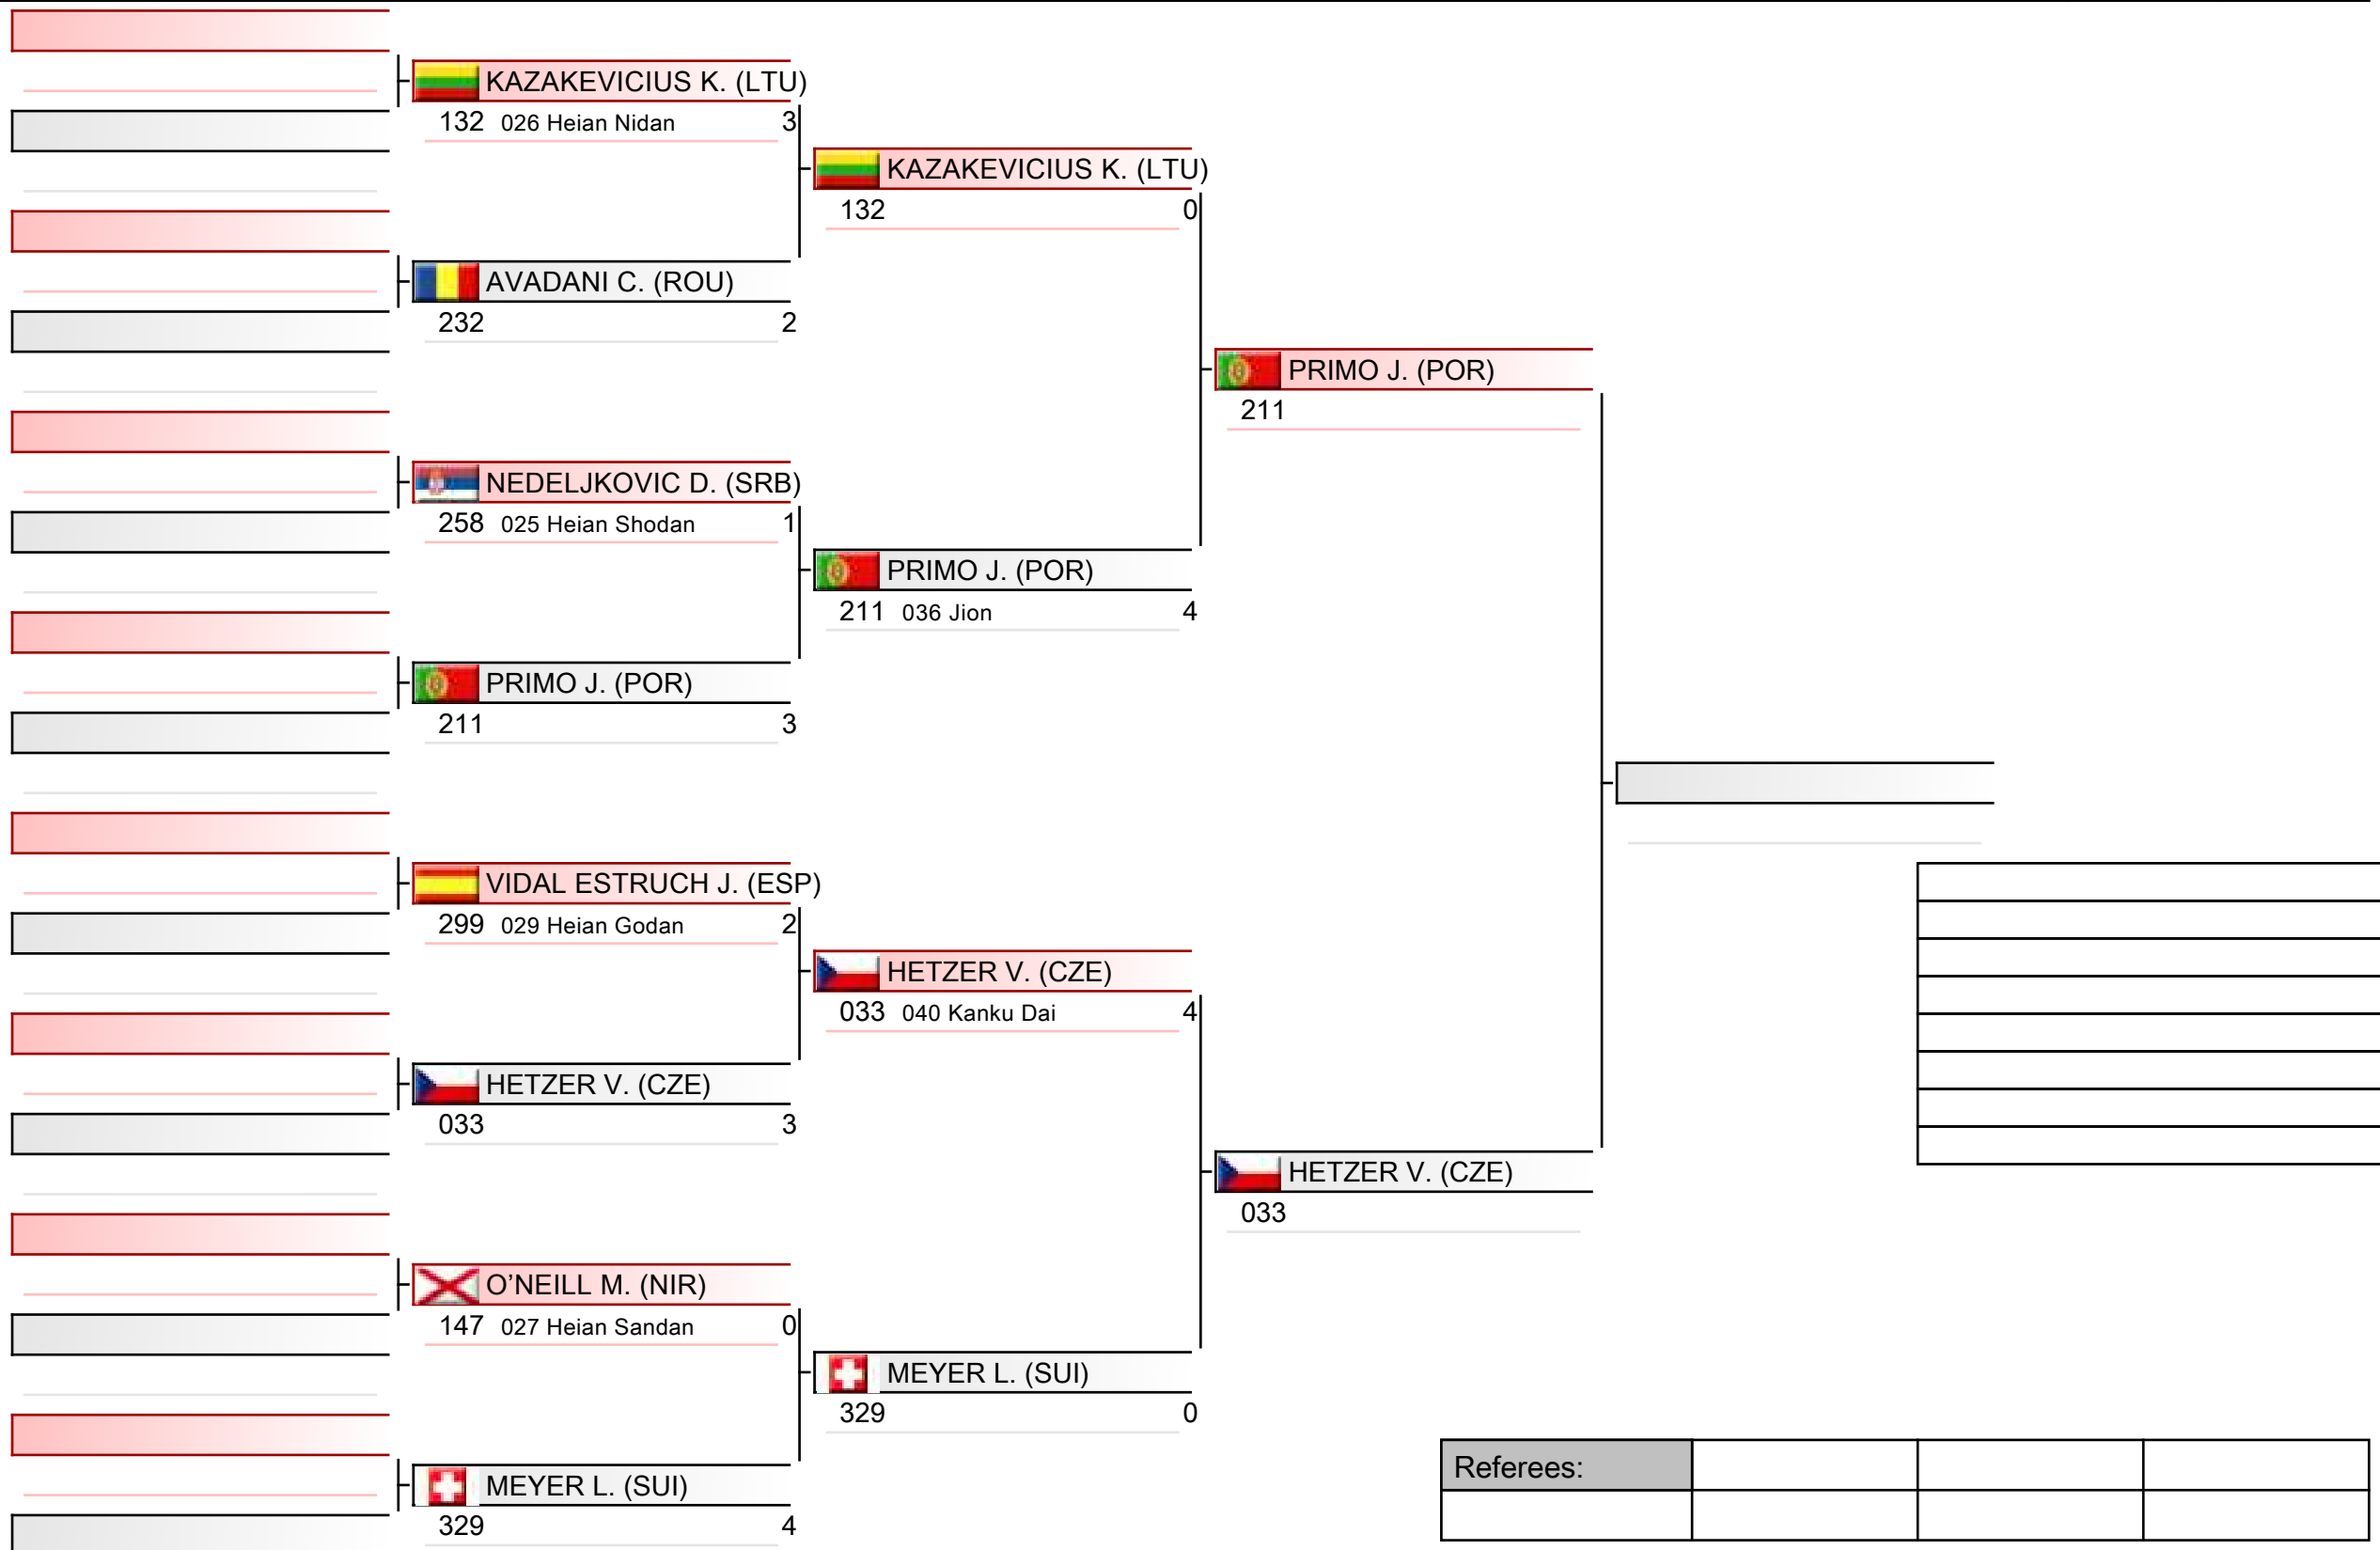 KAZAKEVICIUS K. (LTU)
132 026 Heian Nidan 3
AVADANI C. (ROU)
232 2
NEDELJKOVIC D. (SRB)
258 025 Heian Shodan 1
PRIMO J. (POR)
211 3
VIDAL ESTRUCH J. (ESP)
299 029 Heian Godan 2
HETZER V. (CZE)
033 3
O’NEILL M. (NIR)
147 027 Heian Sandan 0
MEYER L. (SUI)
329 4
KAZAKEVICIUS K. (LTU)
132 0
PRIMO J. (POR)
211 036 Jion 4
HETZER V. (CZE)
033 040 Kanku Dai 4
MEYER L. (SUI)
329 0
PRIMO J. (POR)
211
HETZER V. (CZE)
033
Referees: